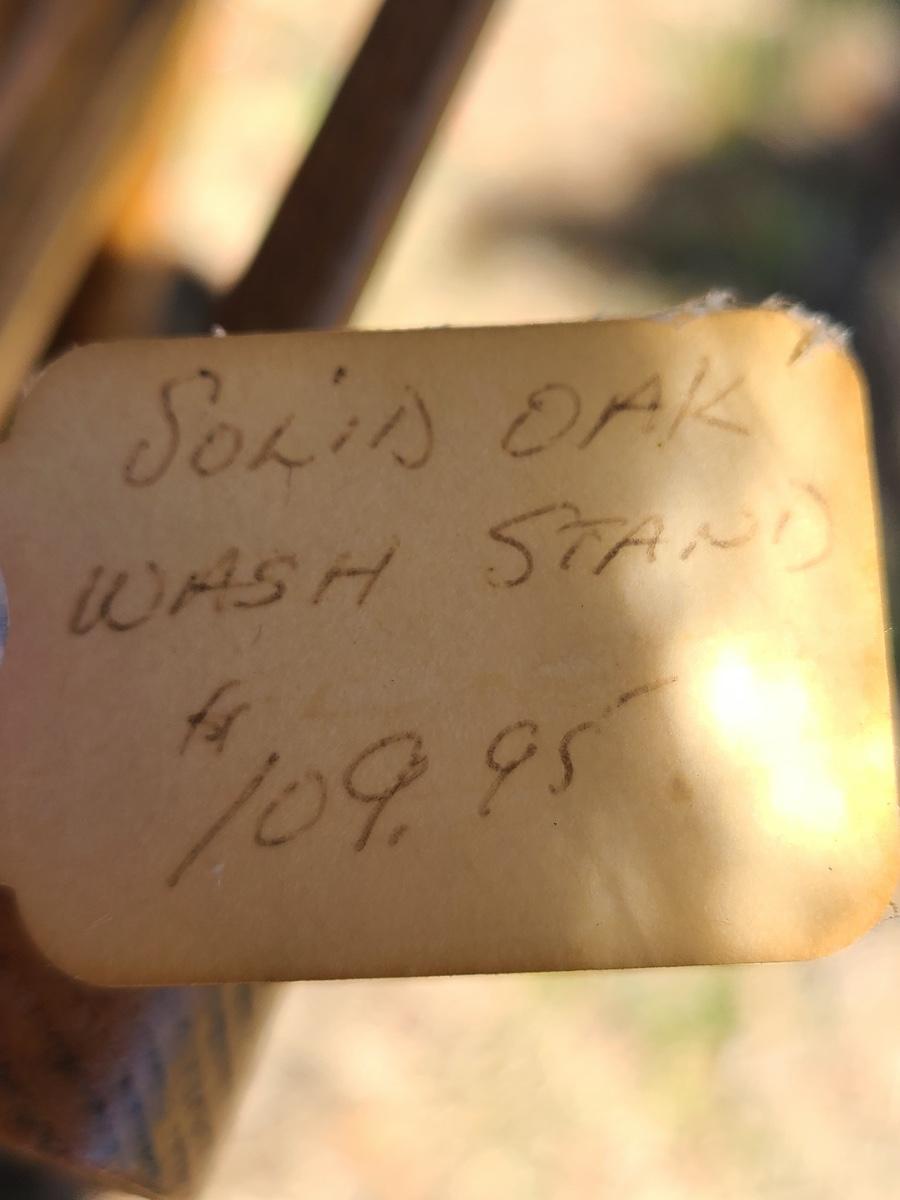 SOLiD OAK
WASH STAND
$109.95